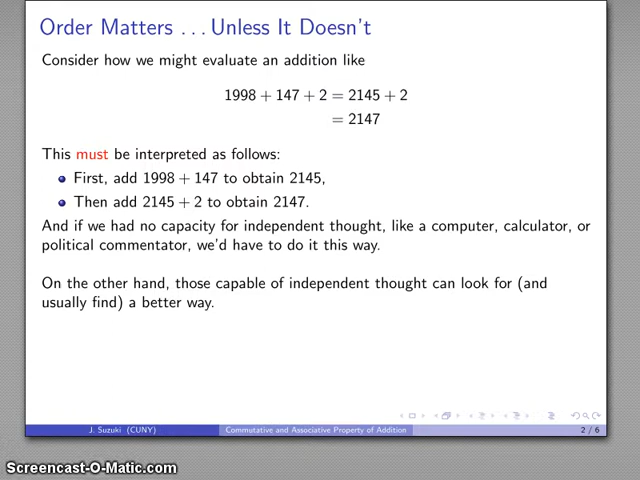 Order Matters ... Unless It Doesn't
Consider how we might evaluate an addition like
1998 + 147 + 2 = 2145 + 2
= 2147
This must be interpreted as follows:
First, add 1998 + 147 to obtain 2145,
Then add 2145 + 2 to obtain 2147.
And if we had no capacity for independent thought, like a computer, calculator, or
political commentator, we'd have to do it this way.
On the other hand, those capable of independent thought can look for (and
usually find) a better way.
J. Suzuki (CUNY) Commutative and Associative Property of Addition 2 / 6
Screencast-O-Matic.com